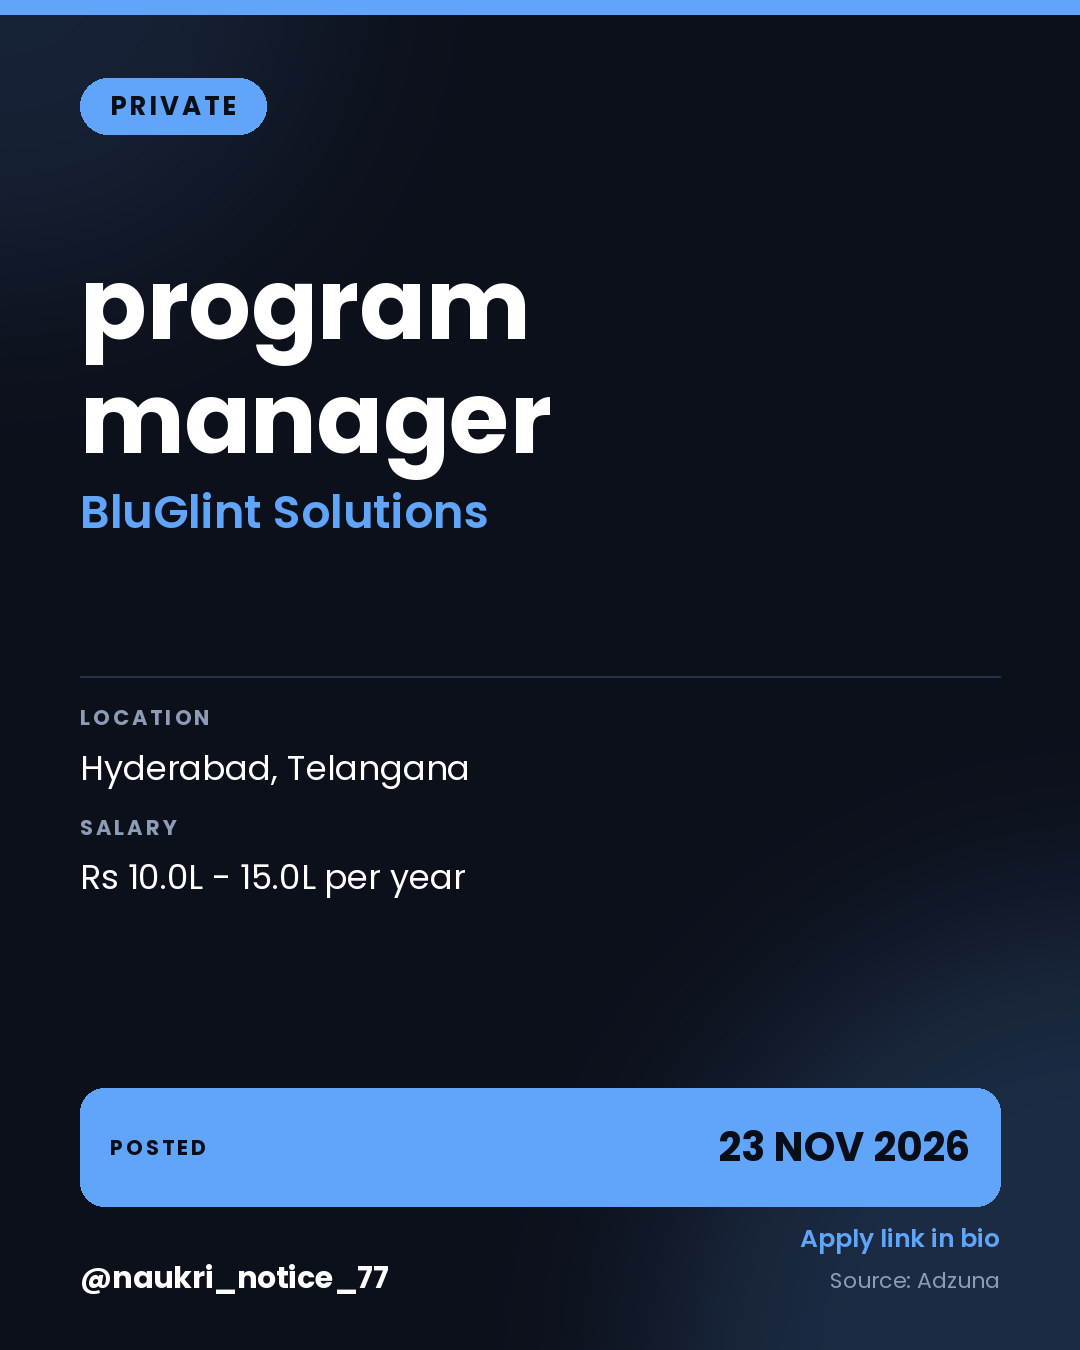 PRIVATE
program
manager
BluGlint Solutions
LOCATION
Hyderabad, Telangana
SALARY
Rs 10.0L - 15.0L per year
POSTED
23 NOV 2026
Apply link in bio
@naukri_notice_77
Source: Adzuna